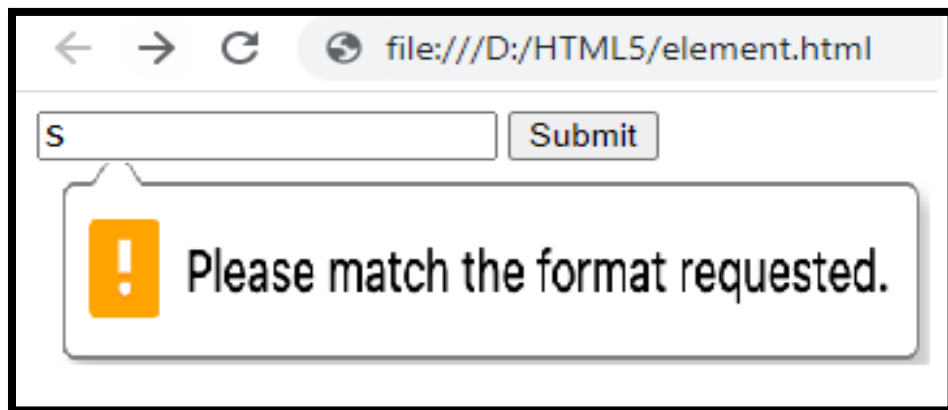 file:///D:/HTML5/element.html
S Submit
! Please match the format requested.